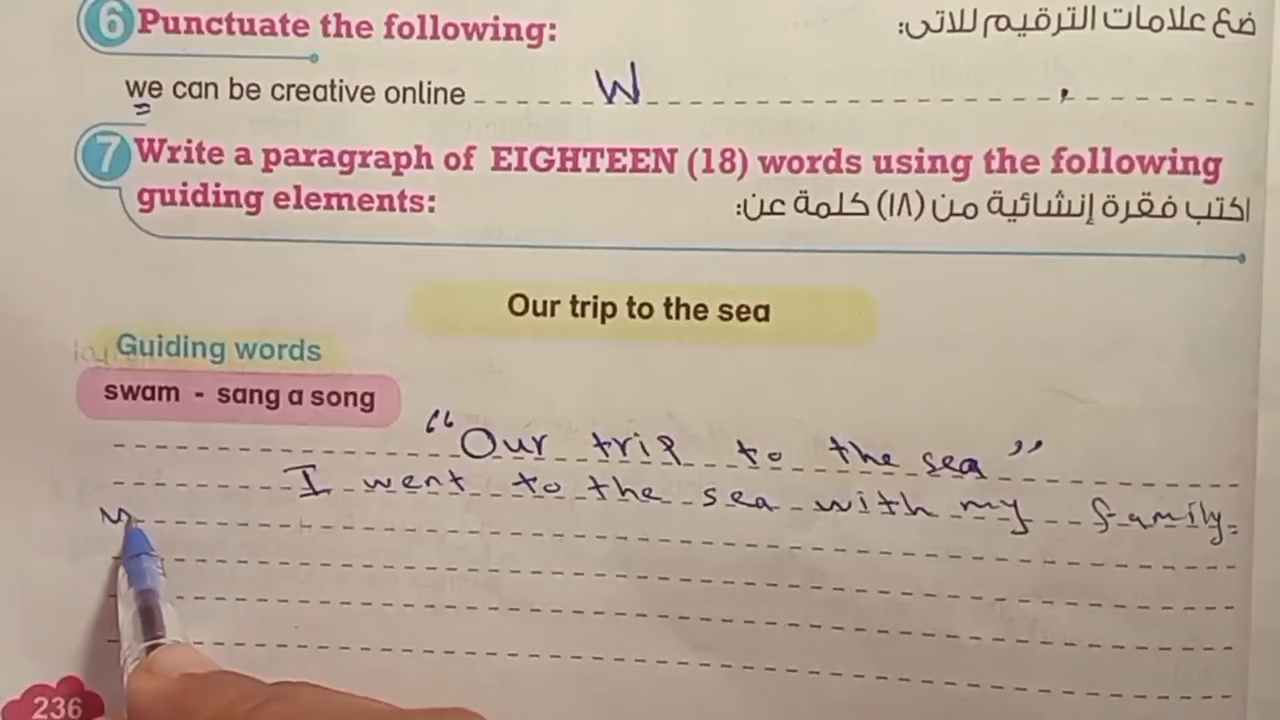 6 Punctuate the following:
ضع علامات الترقيم للاتى:
we can be creative online W .
7 Write a paragraph of EIGHTEEN (18) words using the following
guiding elements:
اكتب فقرة إنشائية من (١٨) كلمة عن:
Our trip to the sea
Guiding words
swam - sang a song
“Our trip to the sea”
I went to the sea with my family.
236